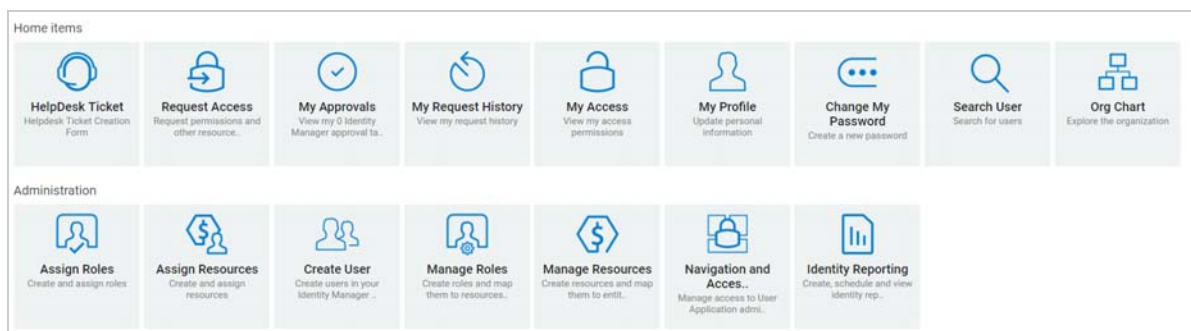 Home items
HelpDesk Ticket
Helpdesk Ticket Creation
Form
Request Access
Request permissions and
other resource..
My Approvals
View my 0 Identity
Manager approval ta..
My Request History
View my request history
My Access
View my access
permissions
My Profile
Update personal
information
Change My
Password
Create a new password
Search User
Search for users
Org Chart
Explore the organization
Administration
Assign Roles
Create and assign roles
Assign Resources
Create and assign
resources
Create User
Create users in your
Identity Manager ..
Manage Roles
Create roles and map
them to resources..
Manage Resources
Create resources and map
them to entit..
Navigation and
Acces..
Manage access to User
Application admi..
Identity Reporting
Create, schedule and view
identity rep..